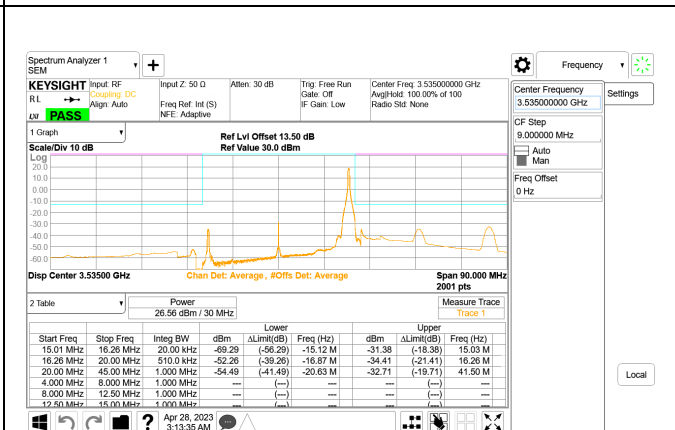 Spectrum Analyzer 1
SEM
Frequency
KEYSIGHT Input: RF Input Z: 50 Ω Atten: 30 dB Trig: Free Run Center Freq: 3.535000000 GHz
Coupling: DC Gate: Off Avg|Hold: 100.00% of 100
R L Align: Auto Freq Ref: Int (S) IF Gain: Low Radio Std: None
LXI PASS NFE: Adaptive
Center Frequency
3.535000000 GHz
Settings
CF Step
9.000000 MHz
Auto
Man
Freq Offset
0 Hz
1 Graph
Ref Lvl Offset 13.50 dB
Scale/Div 10 dB Ref Value 30.0 dBm
Log
20.0
10.0
0.00
-10.0
-20.0
-30.0
-40.0
-50.0
-60.0
Disp Center 3.53500 GHz Chan Det: Average, #Offs Det: Average Span 90.000 MHz
2001 pts
2 Table Power Measure Trace
26.56 dBm / 30 MHz Trace 1
Lower Upper
Start Freq Stop Freq Integ BW dBm ΔLimit(dB) Freq (Hz) dBm ΔLimit(dB) Freq (Hz)
15.01 MHz 16.26 MHz 20.00 kHz -69.29 (-56.29) -15.12 M -31.38 (-18.38) 15.03 M
16.26 MHz 20.00 MHz 510.0 kHz -52.26 (-39.26) -16.87 M -34.41 (-21.41) 16.26 M
20.00 MHz 45.00 MHz 1.000 MHz -54.49 (-41.49) -20.63 M -32.71 (-19.71) 41.50 M
4.000 MHz 8.000 MHz 1.000 MHz --- (---) --- --- (---) ---
8.000 MHz 12.50 MHz 1.000 MHz --- (---) --- --- (---) ---
12.50 MHz 15.00 MHz 1.000 MHz --- (---) --- --- (---) ---
Local
? Apr 28, 2023
3:13:35 AM